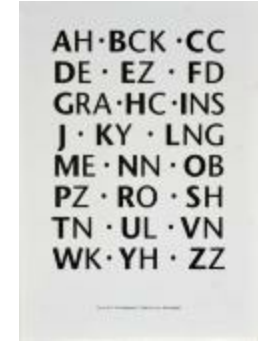 AH·BCK·CC
DE·EZ·FD
GRA·HC·INS
J·KY·LNG
ME·NN·OB
PZ·RO·SH
TN·UL·VN
WK·YH·ZZ